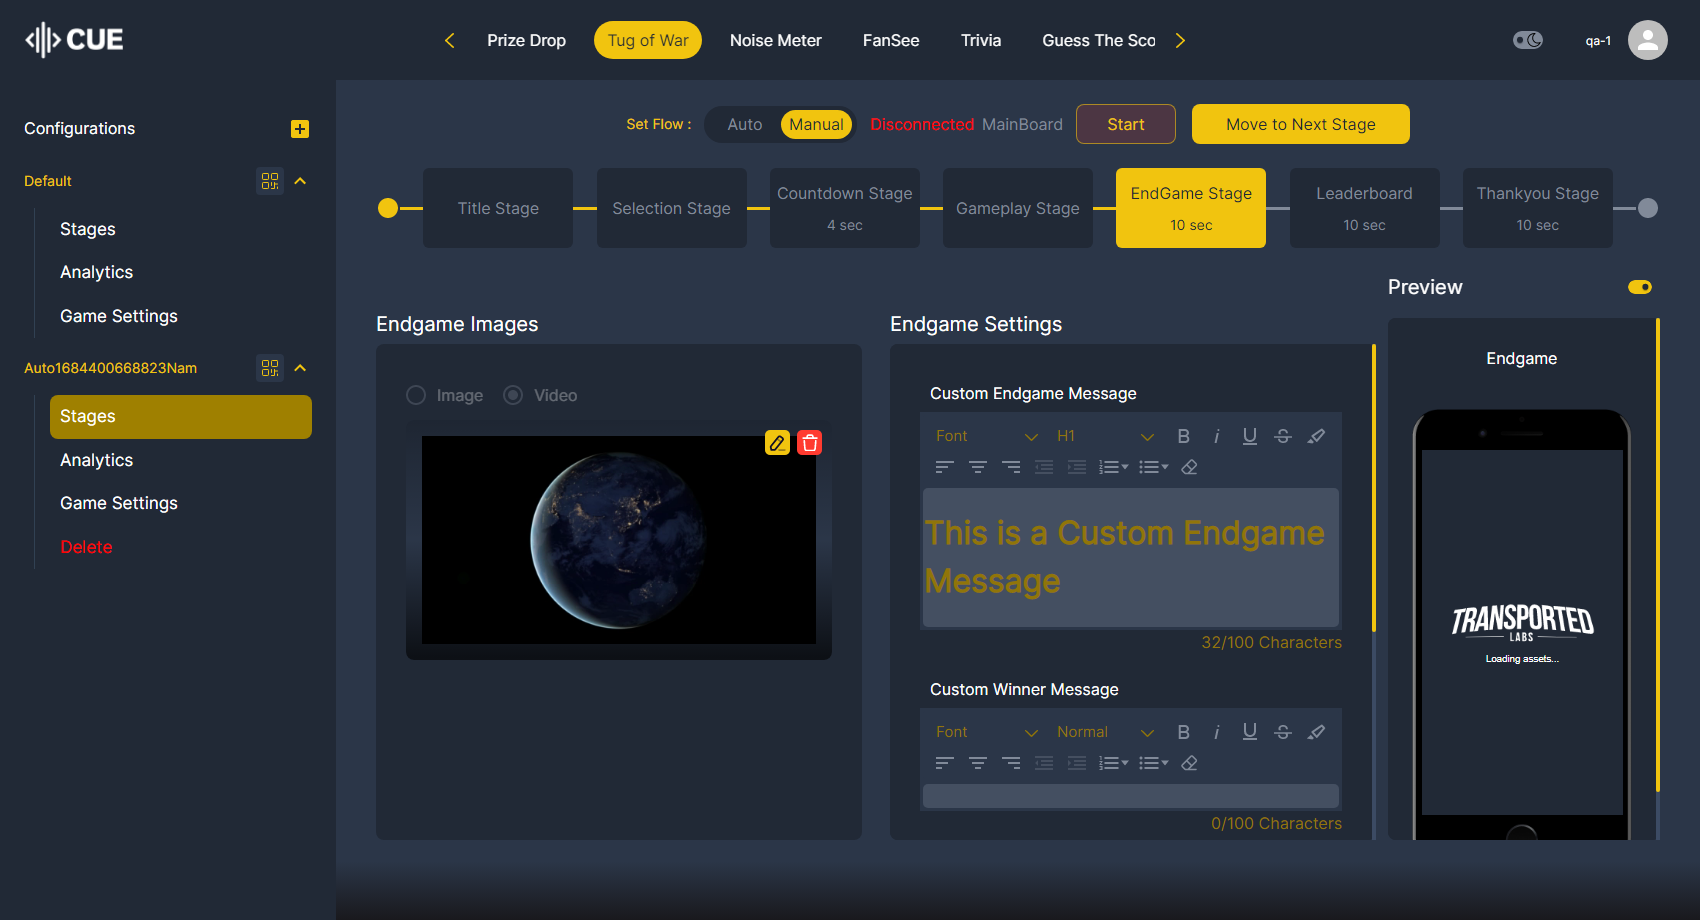 CUE
Prize Drop
Tug of War
Noise Meter
FanSee
Trivia
Guess The Sco
qa-1
Configurations
Default
Stages
Analytics
Game Settings
Auto1684400668823Nam
Stages
Analytics
Game Settings
Delete
Set Flow :
Auto
Manual
Disconnected MainBoard
Start
Move to Next Stage
Title Stage
Selection Stage
Countdown Stage
4 sec
Gameplay Stage
EndGame Stage
10 sec
Leaderboard
10 sec
Thankyou Stage
10 sec
Endgame Images
Image
Video
Endgame Settings
Custom Endgame Message
Font
H1
B i U S
This is a Custom Endgame
Message
32/100 Characters
Custom Winner Message
Font
Normal
B i U S
0/100 Characters
Preview
Endgame
TRANSPORTED
LABS
Loading assets...